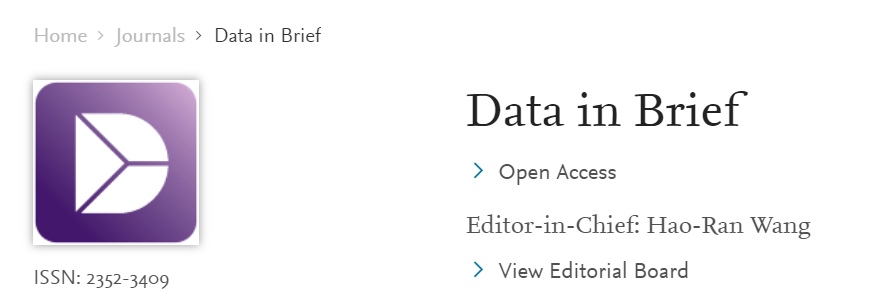 Home > Journals > Data in Brief
Data in Brief
> Open Access
Editor-in-Chief: Hao-Ran Wang
> View Editorial Board
ISSN: 2352-3409